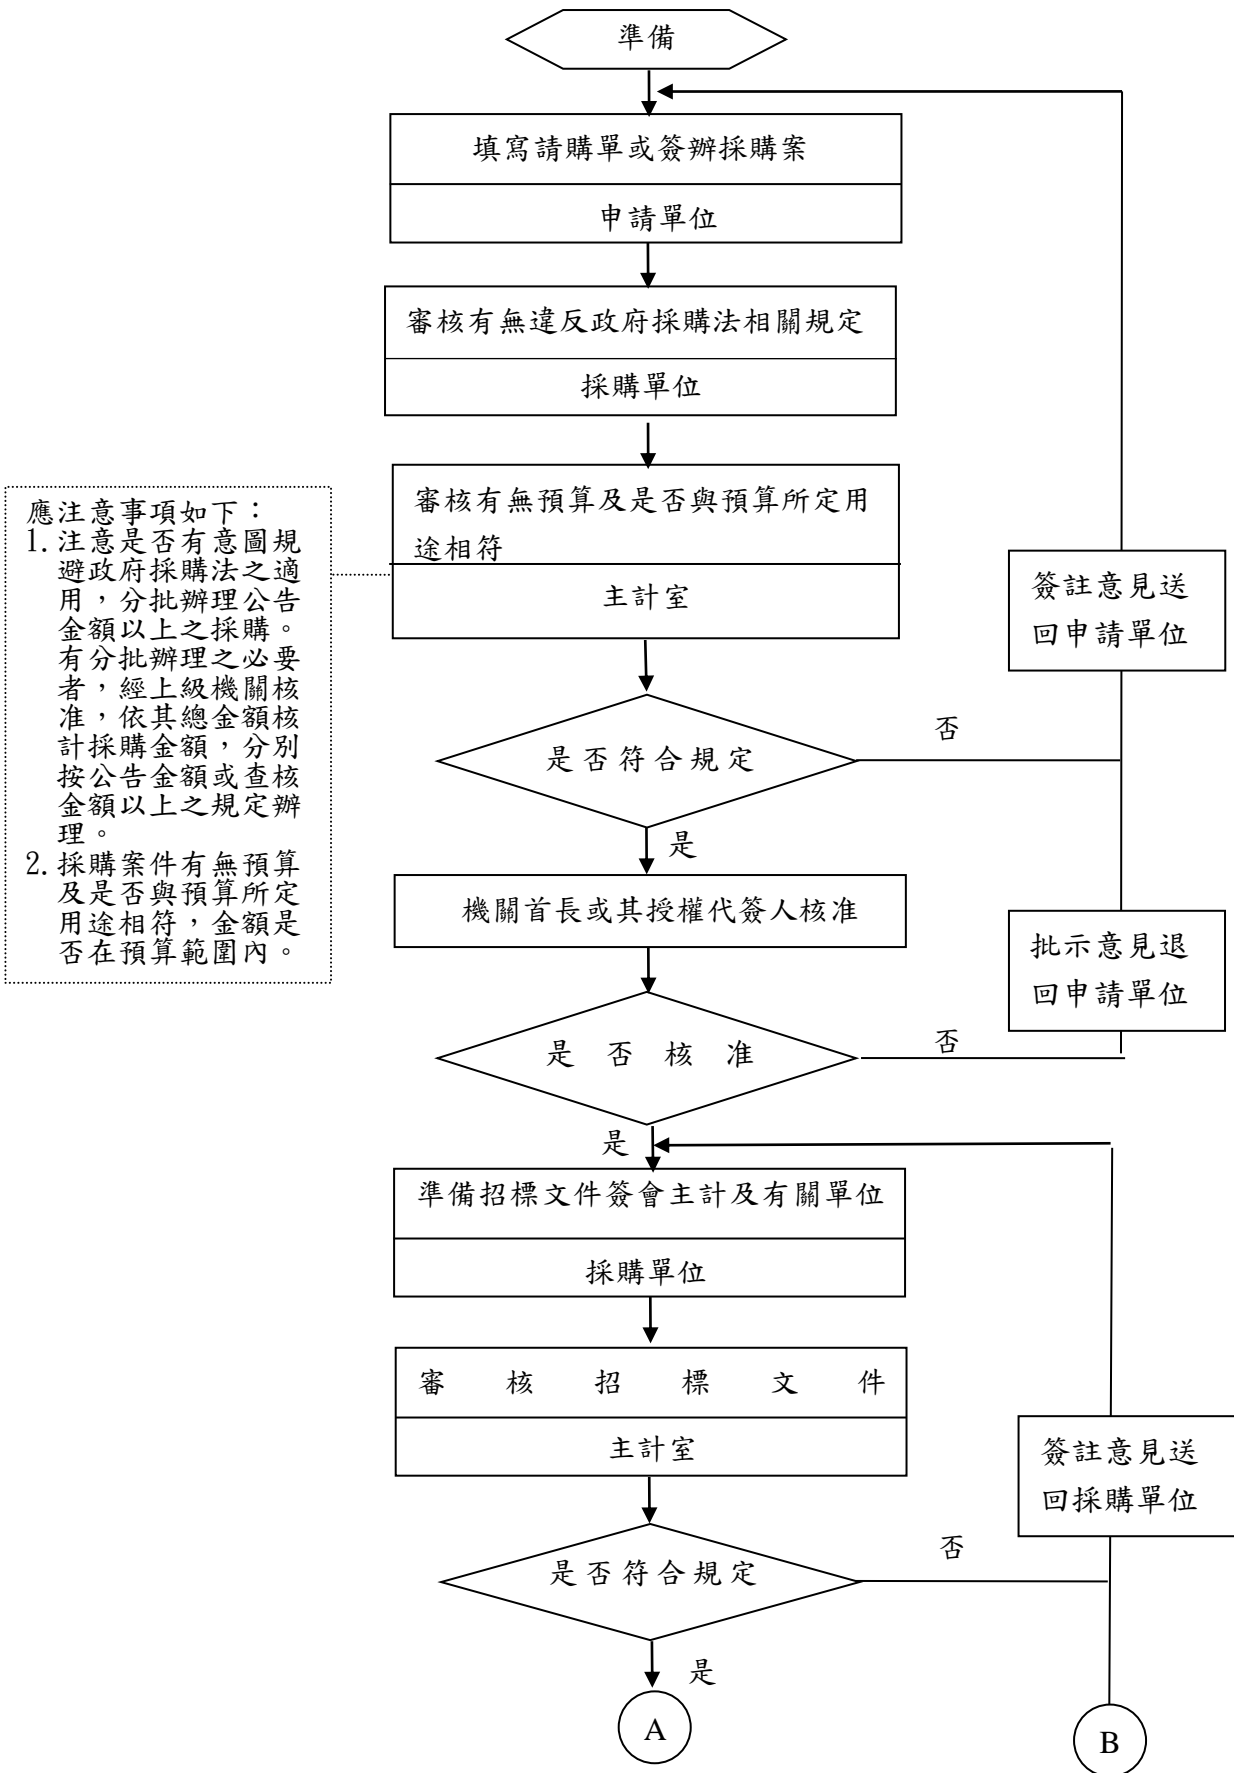 準備
填寫請購單或簽辦採購案
申請單位
審核有無違反政府採購法相關規定
採購單位
審核有無預算及是否與預算所定用
途相符
主計室
應注意事項如下：
1.注意是否有意圖規
避政府採購法之適
用，分批辦理公告
金額以上之採購。
有分批辦理之必要
者，經上級機關核
准，依其總金額核
計採購金額，分別
按公告金額或查核
金額以上之規定辦
理。
2.採購案件有無預算
及是否與預算所定
用途相符，金額是
否在預算範圍內。
簽註意見送
回申請單位
是否符合規定
否
是
機關首長或其授權代簽人核准
批示意見退
回申請單位
是否核准
否
是
準備招標文件簽會主計及有關單位
採購單位
審核招標文件
主計室
簽註意見送
回採購單位
是否符合規定
否
是
A
B